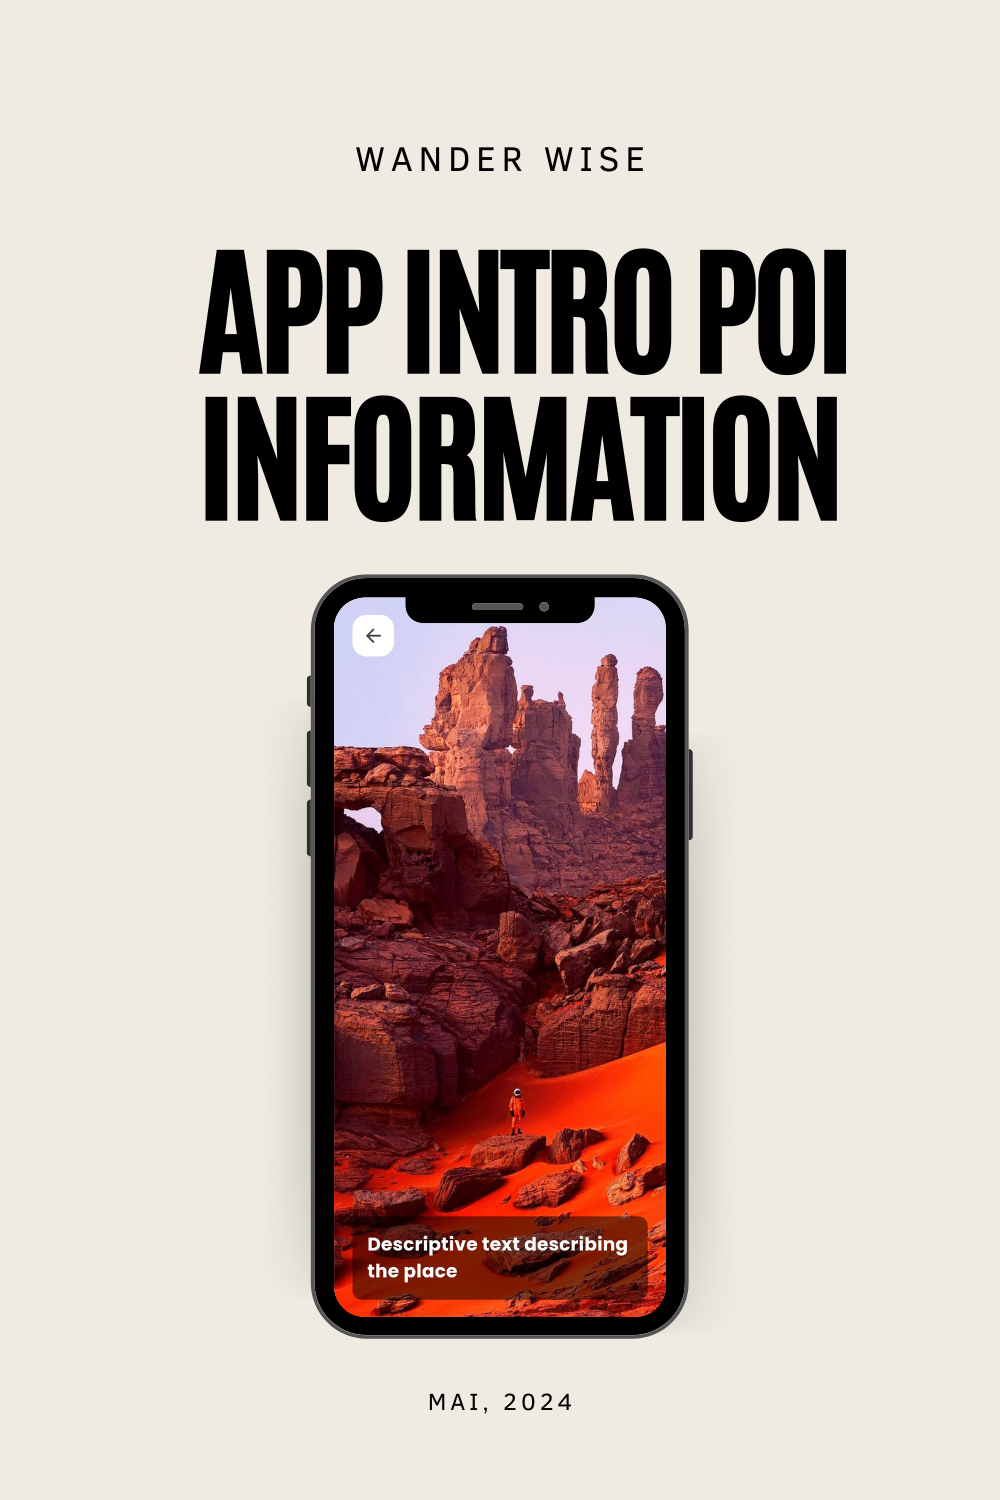 WANDER WISE
APP INTRO POI
INFORMATION
Descriptive text describing
the place
MAI, 2024